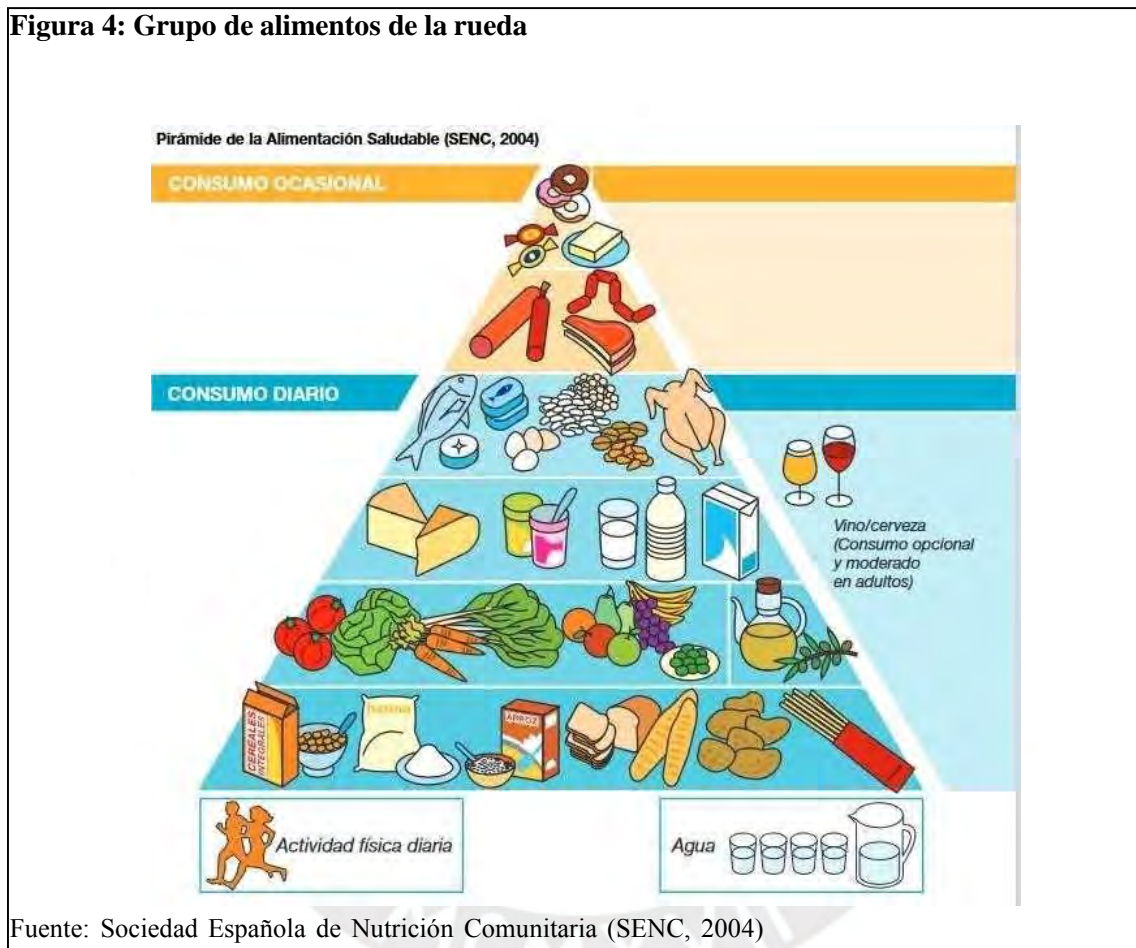 Figura 4: Grupo de alimentos de la rueda
Pirámide de la Alimentación Saludable (SENC, 2004)
CONSUMO OCASIONAL
CONSUMO DIARIO
Vino/cerveza
(Consumo opcional
y moderado
en adultos)
CEREALES
INTEGRALES
harina
ARROZ
Actividad física diaria
Agua
Fuente: Sociedad Española de Nutrición Comunitaria (SENC, 2004)